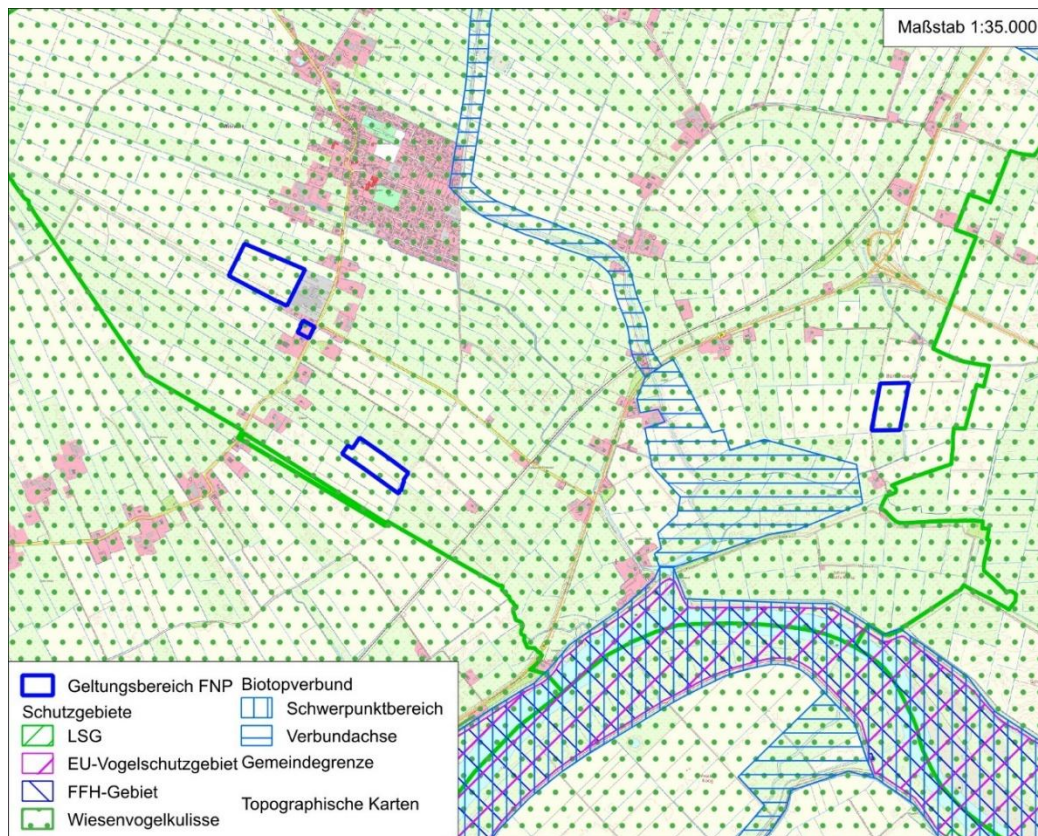 Maßstab 1:35.000
Geltungsbereich FNP
Schutzgebiete
LSG
EU-Vogelschutzgebiet
FFH-Gebiet
Wiesenvogelkulisse
Biotopverbund
Schwerpunktbereich
Verbundachse
Gemeindegrenze
Topographische Karten